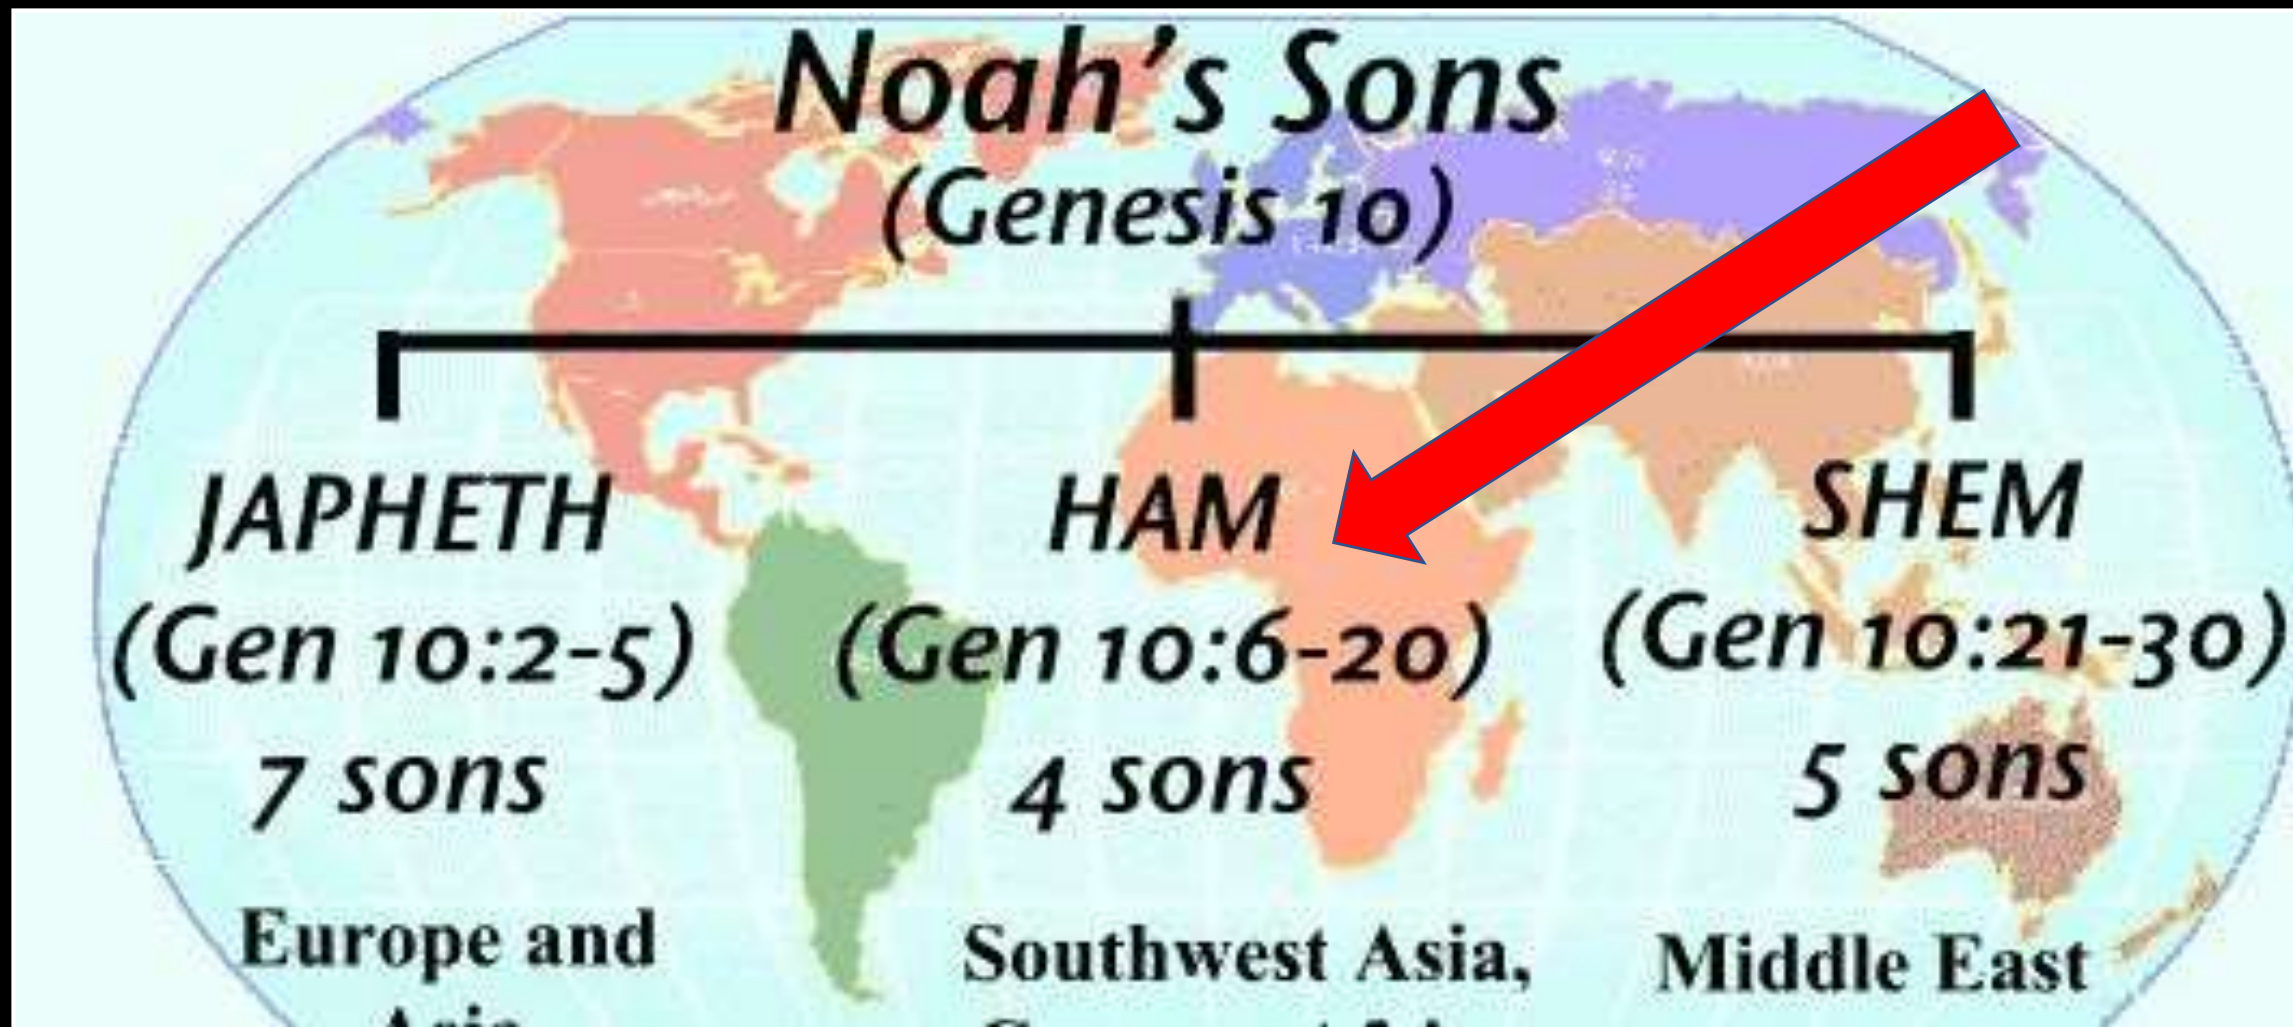 Noah's Sons
(Genesis 10)
JAPHETH
(Gen 10:2-5)
7 sons
Europe and
Asia
HAM
(Gen 10:6-20)
4 sons
Southwest Asia,
SHEM
(Gen 10:21-30)
5 sons
Middle East